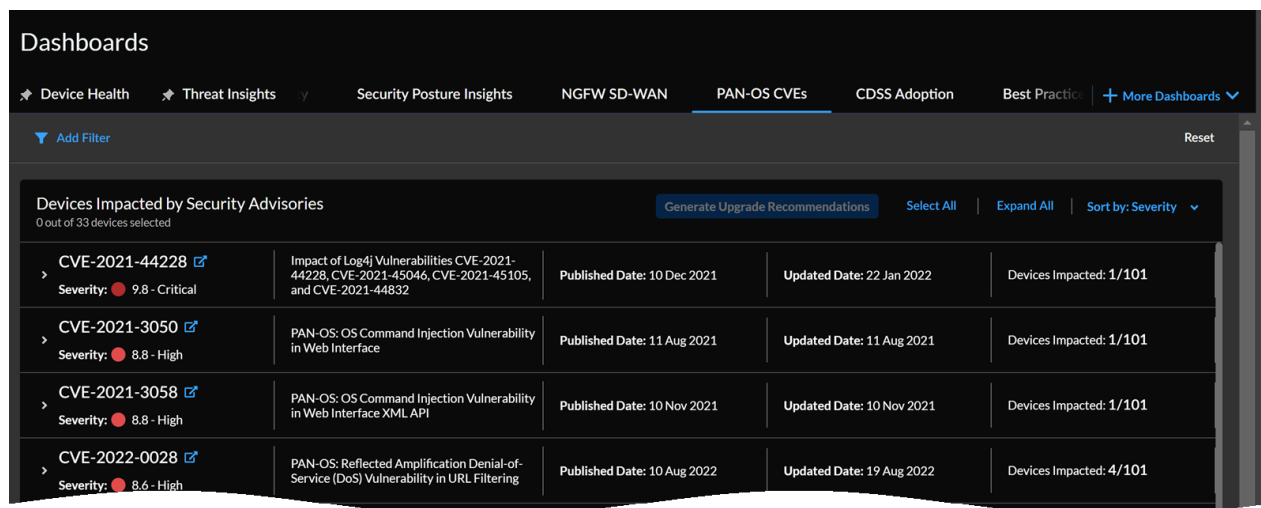 Dashboards
Device Health Threat Insights y Security Posture Insights NGFW SD-WAN PAN-OS CVEs CDSS Adoption Best Practice + More Dashboards
Add Filter Reset
Devices Impacted by Security Advisories
0 out of 33 devices selected
Generate Upgrade Recommendations Select All Expand All Sort by: Severity
CVE-2021-44228
Severity: 9.8 - Critical
Impact of Log4j Vulnerabilities CVE-2021-
44228, CVE-2021-45046, CVE-2021-45105,
and CVE-2021-44832
Published Date: 10 Dec 2021
Updated Date: 22 Jan 2022
Devices Impacted: 1/101
CVE-2021-3050
Severity: 8.8 - High
PAN-OS: OS Command Injection Vulnerability
in Web Interface
Published Date: 11 Aug 2021
Updated Date: 11 Aug 2021
Devices Impacted: 1/101
CVE-2021-3058
Severity: 8.8 - High
PAN-OS: OS Command Injection Vulnerability
in Web Interface XML API
Published Date: 10 Nov 2021
Updated Date: 10 Nov 2021
Devices Impacted: 1/101
CVE-2022-0028
Severity: 8.6 - High
PAN-OS: Reflected Amplification Denial-of-
Service (DoS) Vulnerability in URL Filtering
Published Date: 10 Aug 2022
Updated Date: 19 Aug 2022
Devices Impacted: 4/101